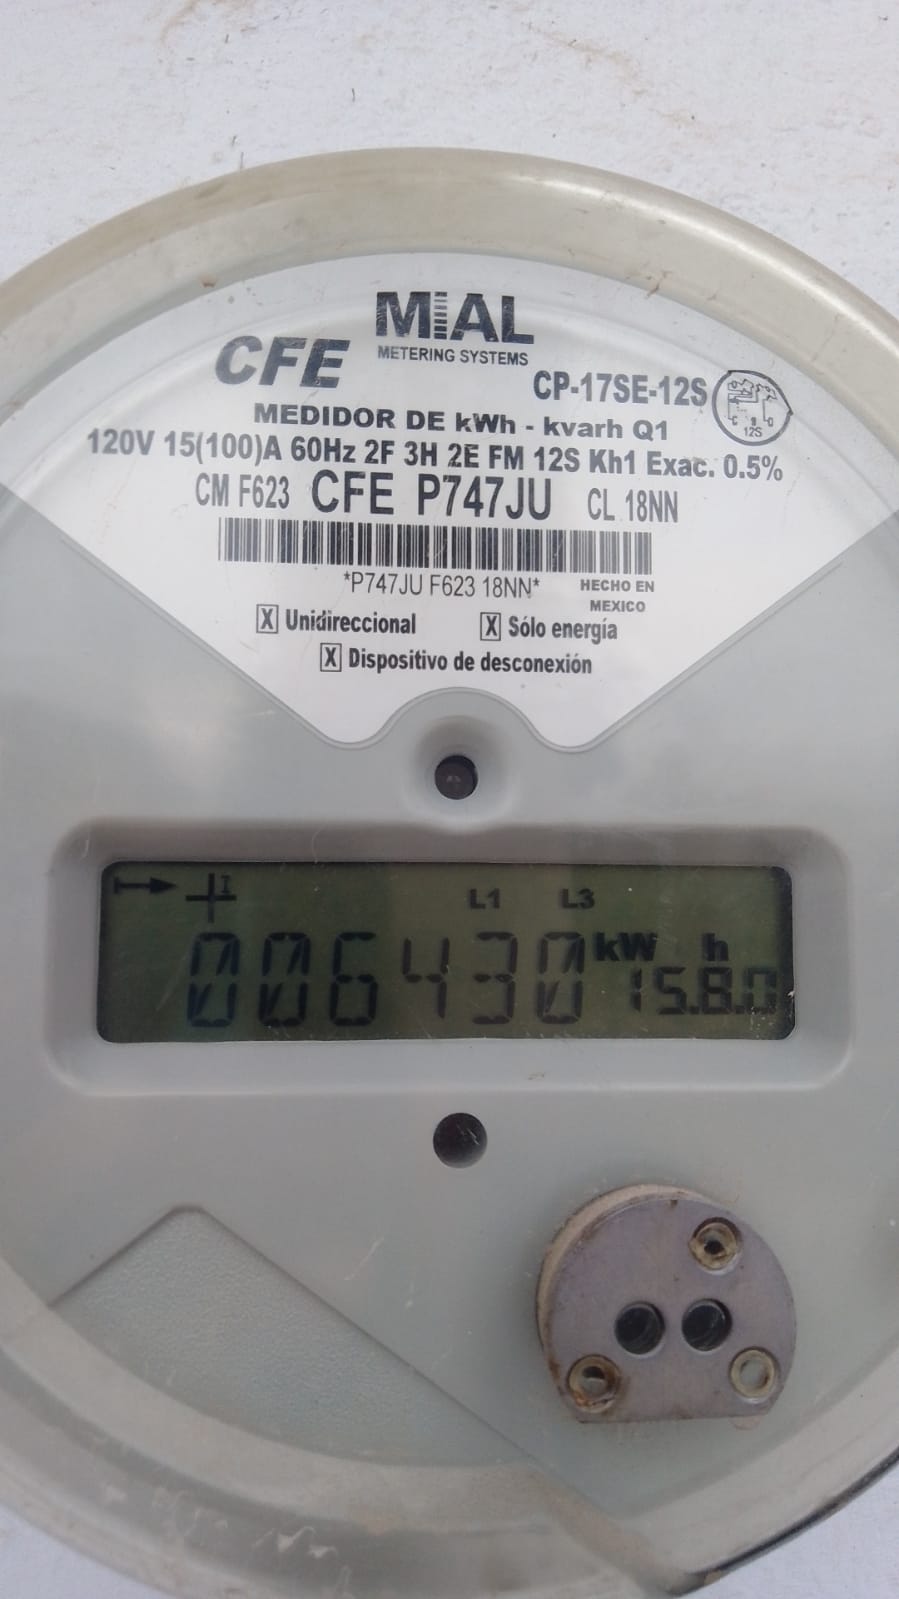 MIAL
METERING SYSTEMS
CFE
CP-17SE-12S
12S
MEDIDOR DE kWh - kvarh Q1
120V 15(100)A 60Hz 2F 3H 2E FM 12S Kh1 Exac. 0.5%
CM F623 CFE P747JU CL 18NN
*P747JU F623 18NN*
HECHO EN
MEXICO
X Unidireccional X Sólo energía
X Dispositivo de desconexión
I L1 L3
006430 kW h 15.8.0